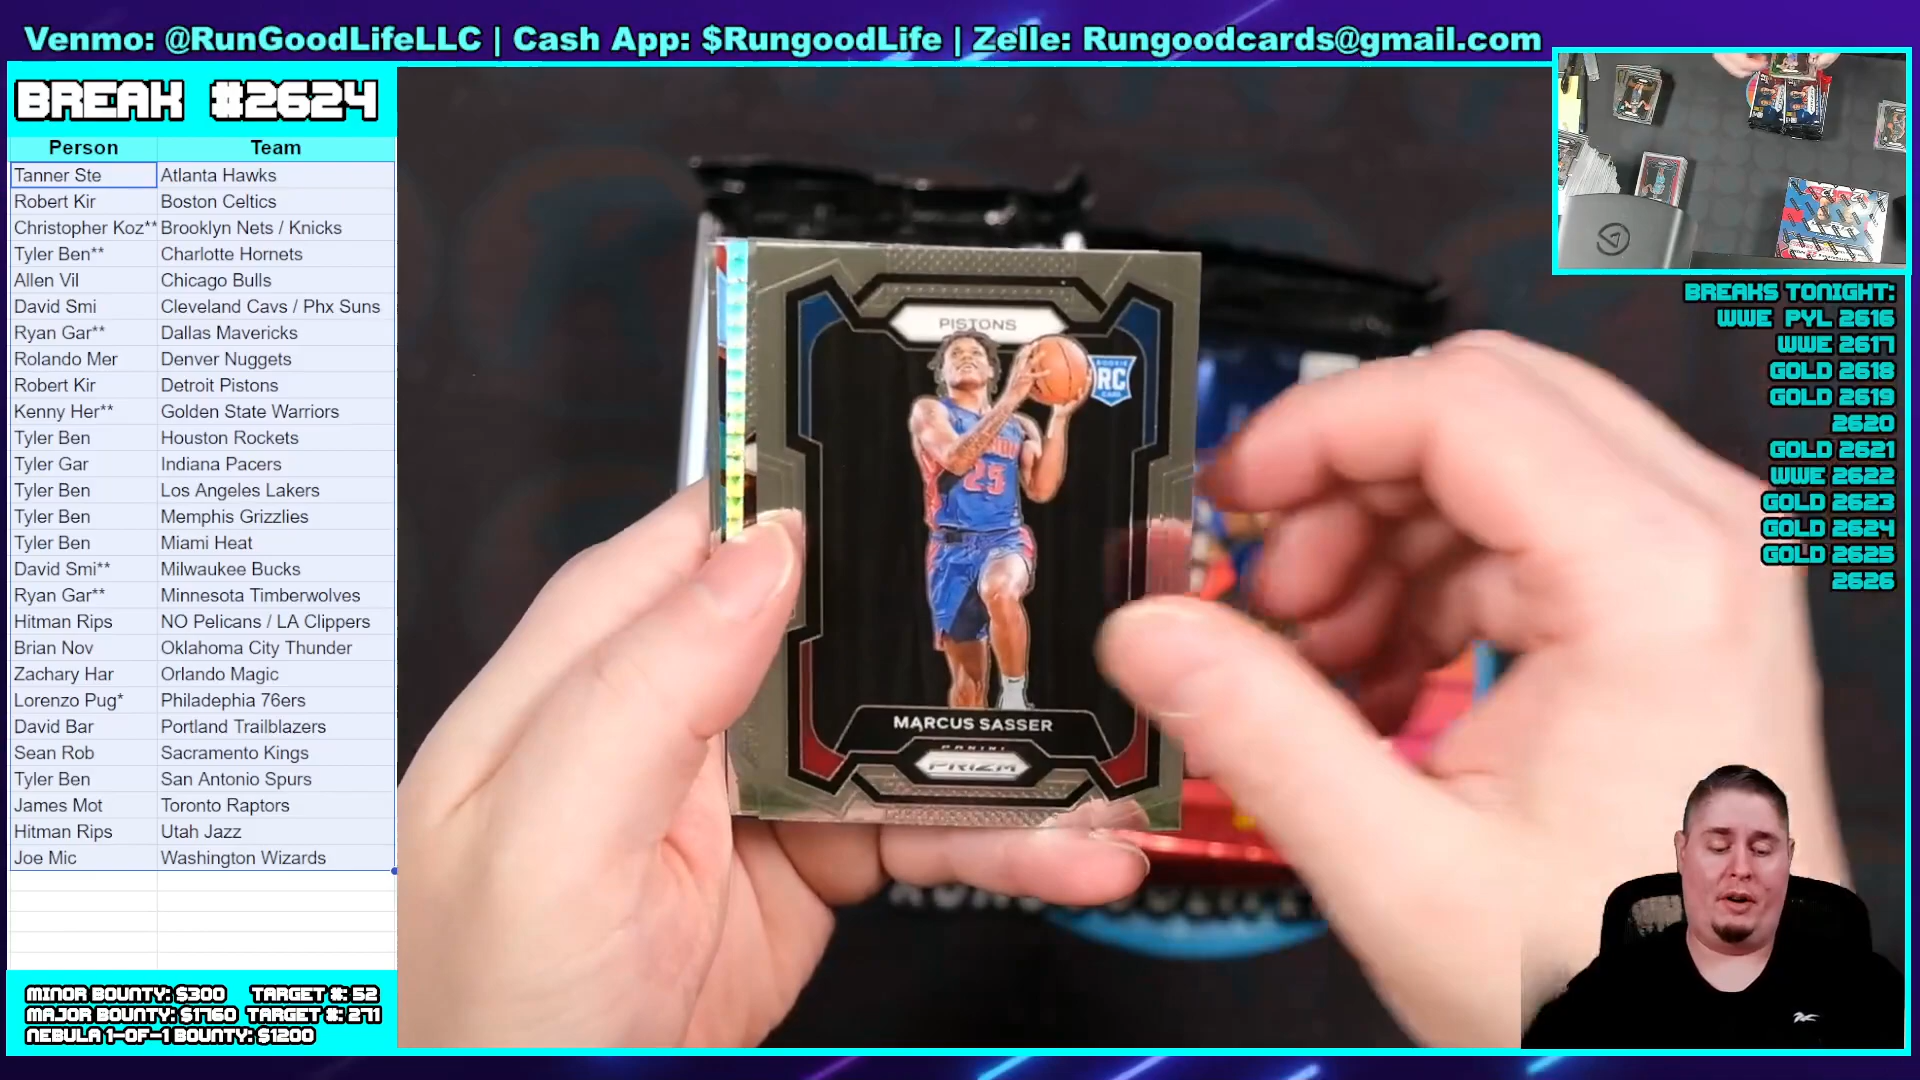 Venmo: @RunGoodLifeLLC | Cash App: $RungoodLife | Zelle: Rungoodcards@gmail.com
BREAK #2624
Person Team
Tanner Ste Atlanta Hawks
Robert Kir Boston Celtics
Christopher Koz** Brooklyn Nets / Knicks
Tyler Ben** Charlotte Hornets
Allen Vil Chicago Bulls
David Smi Cleveland Cavs / Phx Suns
Ryan Gar** Dallas Mavericks
Rolando Mer Denver Nuggets
Robert Kir Detroit Pistons
Kenny Her** Golden State Warriors
Tyler Ben Houston Rockets
Tyler Gar Indiana Pacers
Tyler Ben Los Angeles Lakers
Tyler Ben Memphis Grizzlies
Tyler Ben Miami Heat
David Smi** Milwaukee Bucks
Ryan Gar** Minnesota Timberwolves
Hitman Rips NO Pelicans / LA Clippers
Brian Nov Oklahoma City Thunder
Zachary Har Orlando Magic
Lorenzo Pug* Philadephia 76ers
David Bar Portland Trailblazers
Sean Rob Sacramento Kings
Tyler Ben San Antonio Spurs
James Mot Toronto Raptors
Hitman Rips Utah Jazz
Joe Mic Washington Wizards
MINOR BOUNTY: $300 TARGET #: 52
MAJOR BOUNTY: $1760 TARGET #: 271
NEBULA 1-OF-1 BOUNTY: $1200
PISTONS
ROOKIE
RC
25
MARCUS SASSER
PANINI
PRIZM
BREAKS TONIGHT:
WWE PYL 2616
WWE 2617
GOLD 2618
GOLD 2619
2620
GOLD 2621
WWE 2622
GOLD 2623
GOLD 2624
GOLD 2625
2626